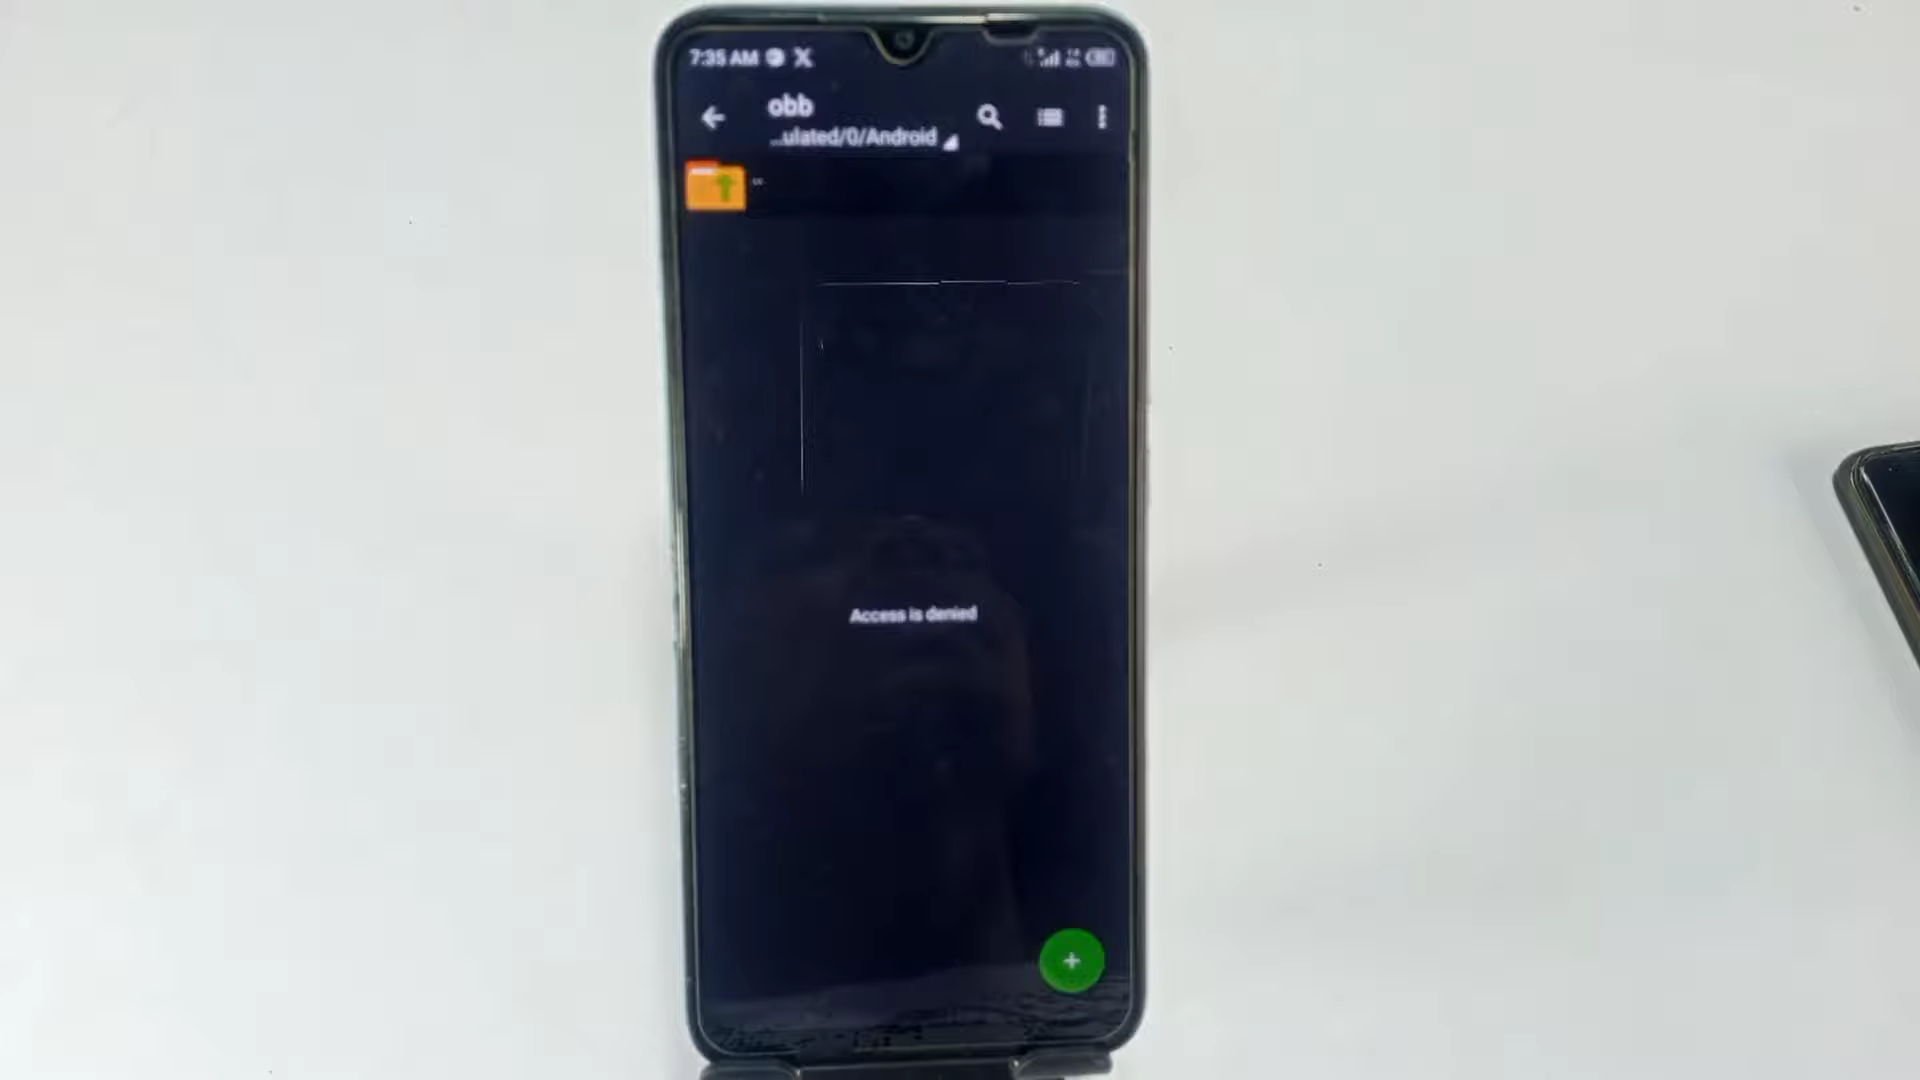 7:35 AM
obb
...ulated/0/Android
..
Access is denied